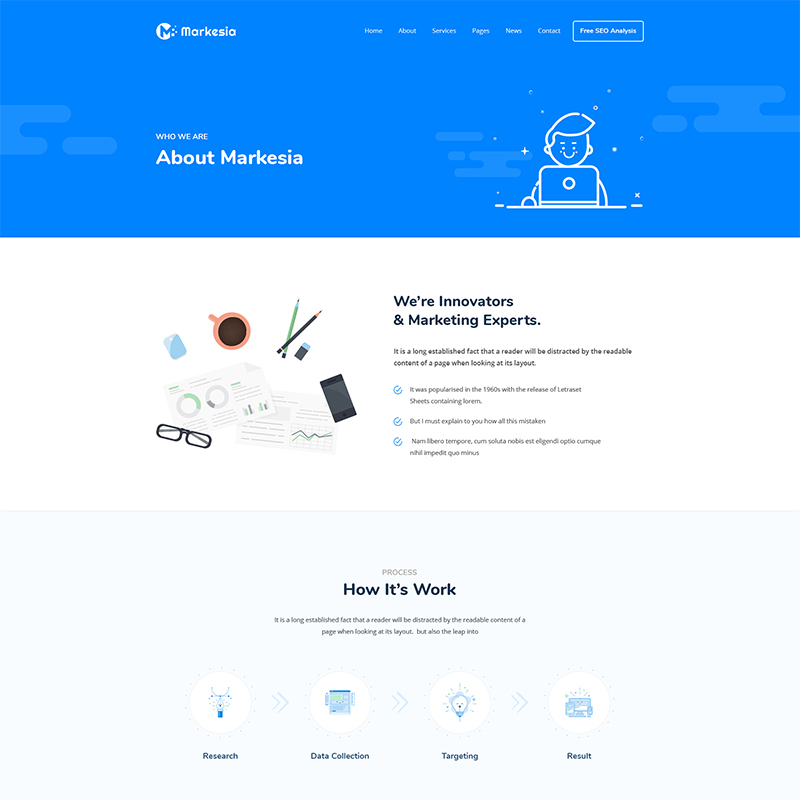 Markesia
Home About Services Pages News Contact Free SEO Analysis
WHO WE ARE
About Markesia
We're Innovators
& Marketing Experts.
It is a long established fact that a reader will be distracted by the readable
content of a page when looking at its layout.
It was popularised in the 1960s with the release of Letraset
Sheets containing lorem.
But I must explain to you how all this mistaken
Nam libero tempore, cum soluta nobis est eligendi optio cumque
nihil impedit quo minus
PROCESS
How It's Work
It is a long established fact that a reader will be distracted by the readable content of a
page when looking at its layout. but also the leap into
Research
Data Collection
Targeting
Result